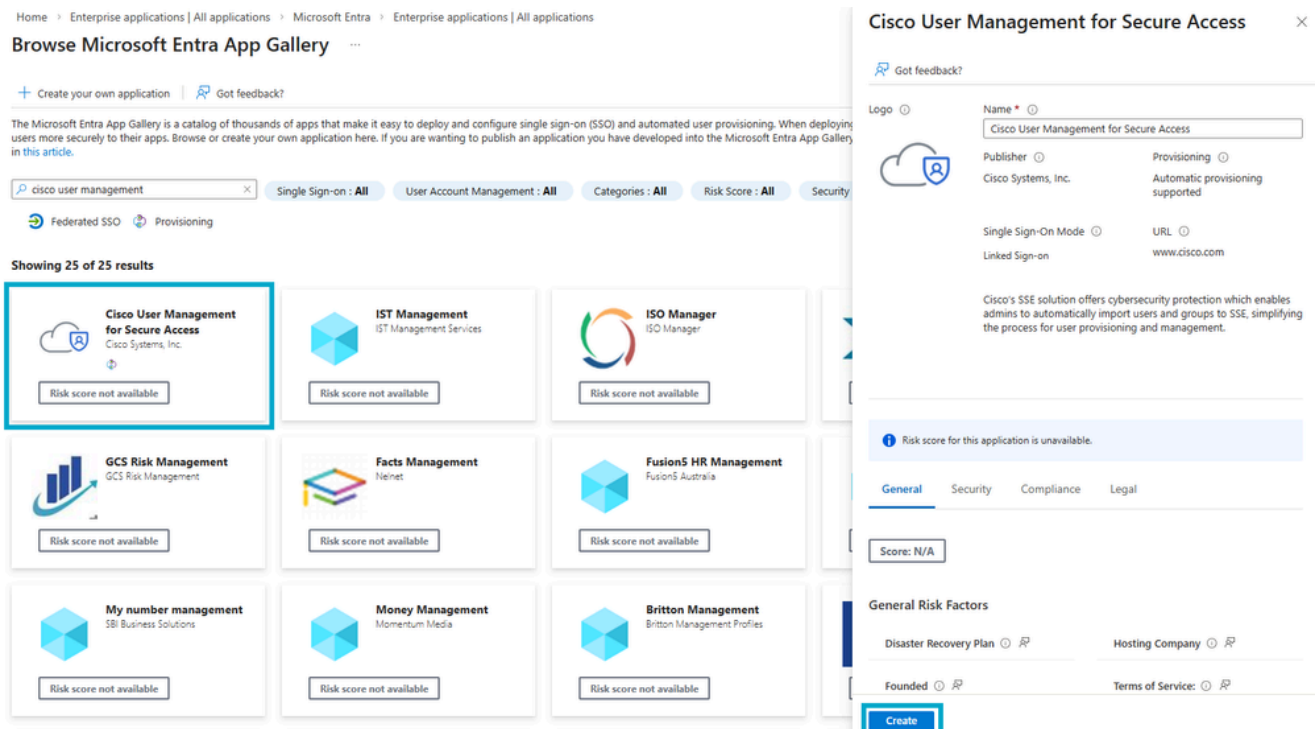 Home > Enterprise applications | All applications > Microsoft Entra > Enterprise applications | All applications
Browse Microsoft Entra App Gallery ...
+ Create your own application | Got feedback?
The Microsoft Entra App Gallery is a catalog of thousands of apps that make it easy to deploy and configure single sign-on (SSO) and automated user provisioning. When deploying
users more securely to their apps. Browse or create your own application here. If you are wanting to publish an application you have developed into the Microsoft Entra App Gallery
in this article.
cisco user management
Single Sign-on : All
User Account Management : All
Categories : All
Risk Score : All
Security
Federated SSO
Provisioning
Showing 25 of 25 results
Cisco User Management
for Secure Access
Cisco Systems, Inc.
Risk score not available
IST Management
IST Management Services
Risk score not available
ISO Manager
ISO Manager
Risk score not available
GCS Risk Management
GCS Risk Management
Risk score not available
Facts Management
Nelnet
Risk score not available
Fusion5 HR Management
Fusion5 Australia
Risk score not available
My number management
SBI Business Solutions
Risk score not available
Money Management
Momentum Media
Risk score not available
Britton Management
Britton Management Profiles
Risk score not available
Cisco User Management for Secure Access
Got feedback?
Logo
Name *
Cisco User Management for Secure Access
Publisher
Cisco Systems, Inc.
Provisioning
Automatic provisioning
supported
Single Sign-On Mode
Linked Sign-on
URL
www.cisco.com
Cisco's SSE solution offers cybersecurity protection which enables
admins to automatically import users and groups to SSE, simplifying
the process for user provisioning and management.
Risk score for this application is unavailable.
General
Security
Compliance
Legal
Score: N/A
General Risk Factors
Disaster Recovery Plan
Hosting Company
Founded
Terms of Service:
Create